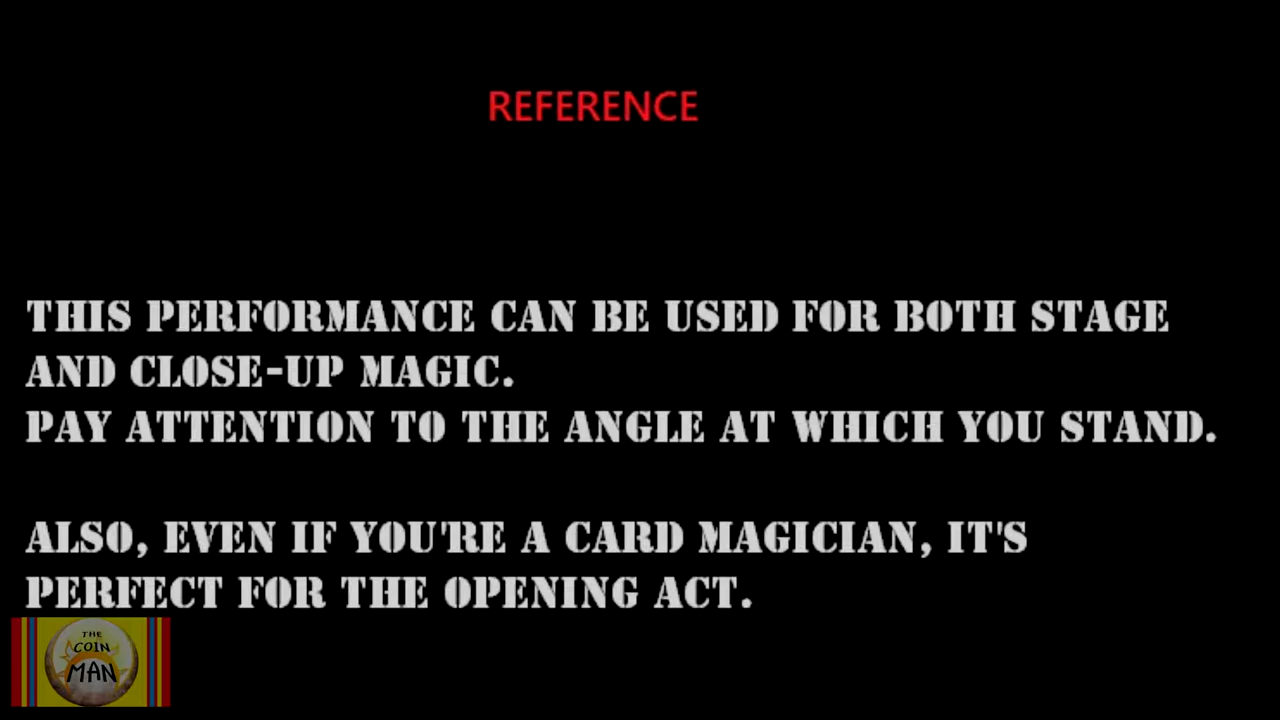 REFERENCE
THIS PERFORMANCE CAN BE USED FOR BOTH STAGE
AND CLOSE-UP MAGIC.
PAY ATTENTION TO THE ANGLE AT WHICH YOU STAND.
ALSO, EVEN IF YOU'RE A CARD MAGICIAN, IT'S
PERFECT FOR THE OPENING ACT.
THE
COIN
MAN